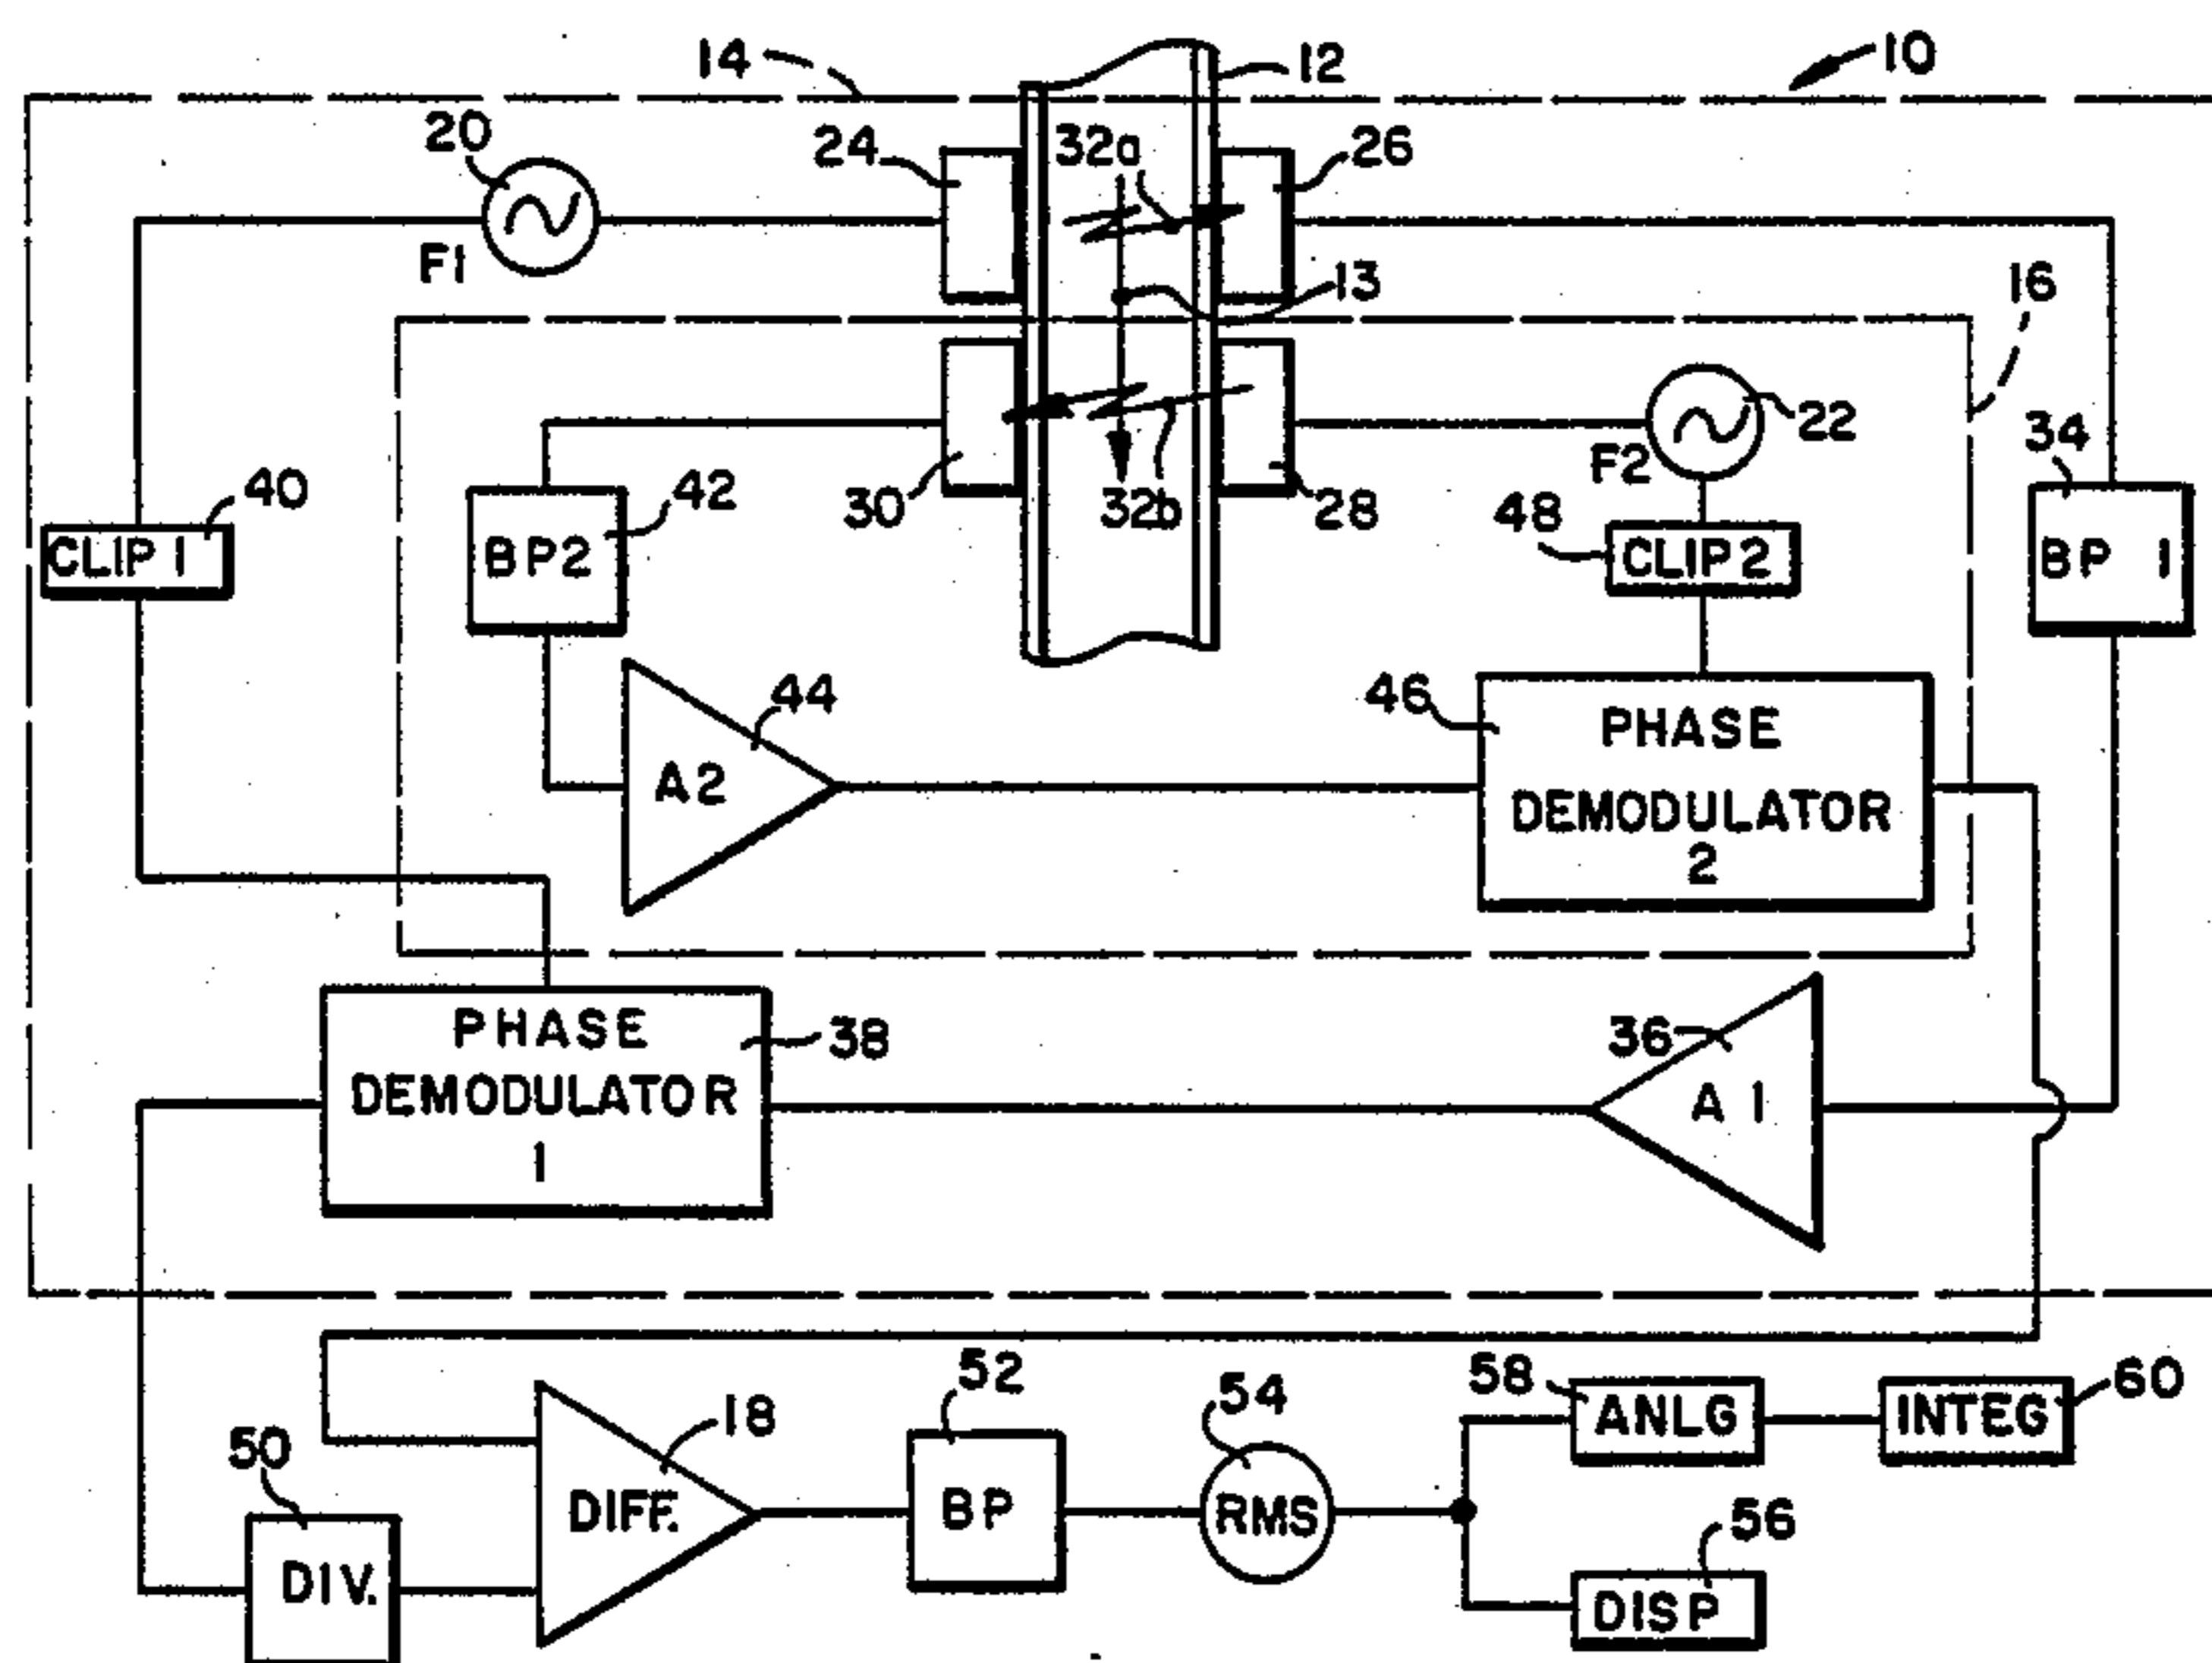 14
12
10
20
24
32a
26
F1
13
16
22
34
F2
40
42
30
32b
28
48
CLIP 1
BP2
CLIP 2
BP 1
44
46
PHASE
DEMODULATOR
2
A2
PHASE
DEMODULATOR
1
38
36
A 1
52
54
58
ANLG
INTEG
60
18
50
DIFF.
BP
RMS
56
DIV.
DISP